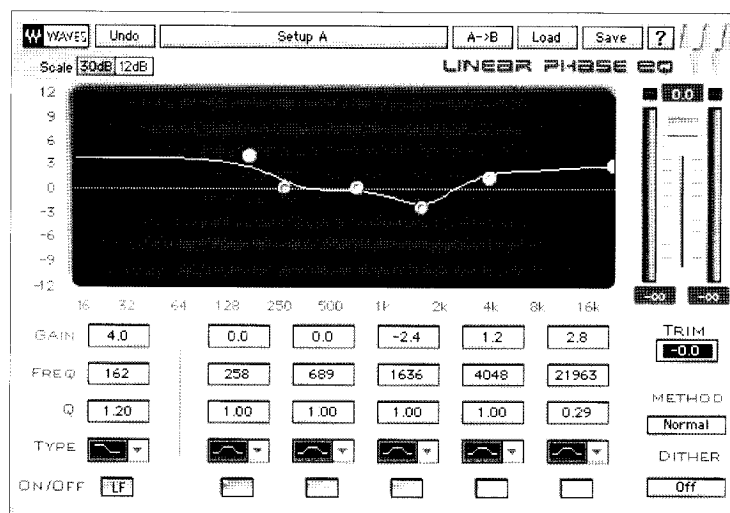 WAVES Undo Setup A A->B Load Save ?
Scale 30dB 12dB LINEAR PHASE EQ
12 0.0
9
6
3
0
-3
-6
-9
-12
16 32 64 128 250 500 1k 2k 4k 8k 16k -∞ -∞
GAIN 4.0 0.0 0.0 -2.4 1.2 2.8 TRIM
-0.0
FREQ 162 258 689 1636 4048 21963
METHOD
Q 1.20 1.00 1.00 1.00 1.00 0.29 Normal
TYPE DITHER
ON/OFF LF Off